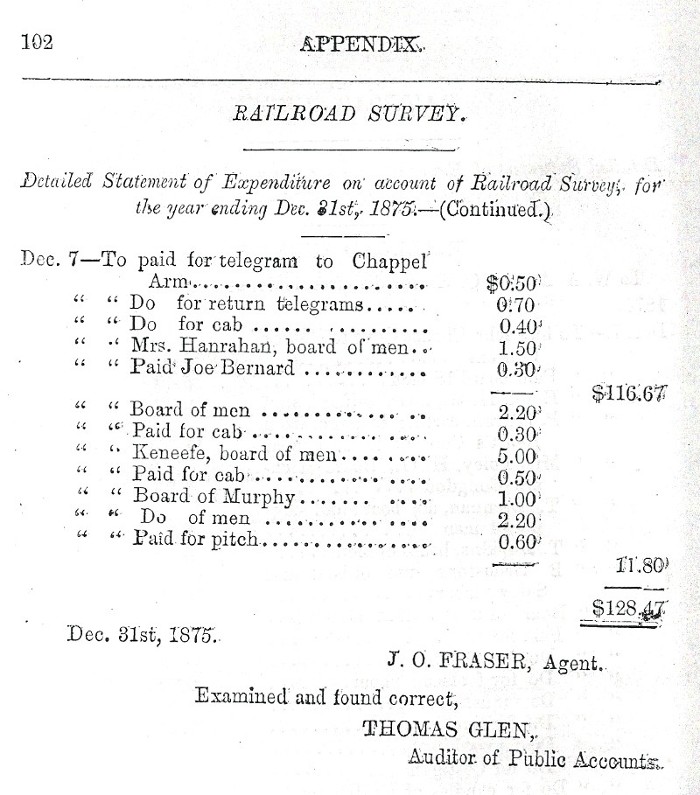 102 APPENDIX.
RAILROAD SURVEY.
Detailed Statement of Expenditure on account of Railroad Survey, for
the year ending Dec. 31st, 1875.—(Continued.)
Dec. 7—To paid for telegram to Chappel
Arm........................ $0.50
“ “ Do for return telegrams..... 0.70
“ “ Do for cab ...... .......... 0.40
“ “ Mrs. Hanrahan, board of men... 1.50
“ “ Paid Joe Bernard ............ 0.30
$116.67
“ “ Board of men ............. .. 2.20
“ “ Paid for cab................. 0.30
“ “ Keneefe, board of men........ 5.00
“ “ Paid for cab................. 0.50
“ “ Board of Murphy....... .... .. 1.00
“ “ Do of men ........... .... 2.20
“ “ Paid for pitch................ 0.60
11.80
$128.47
Dec. 31st, 1875.
J. O. FRASER, Agent.
Examined and found correct,
THOMAS GLEN,
Auditor of Public Accounts.